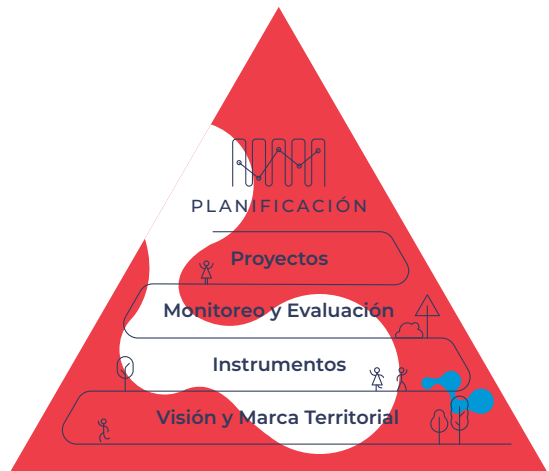 PLANIFICACIÓN
Proyectos
Monitoreo y Evaluación
Instrumentos
Visión y Marca Territorial